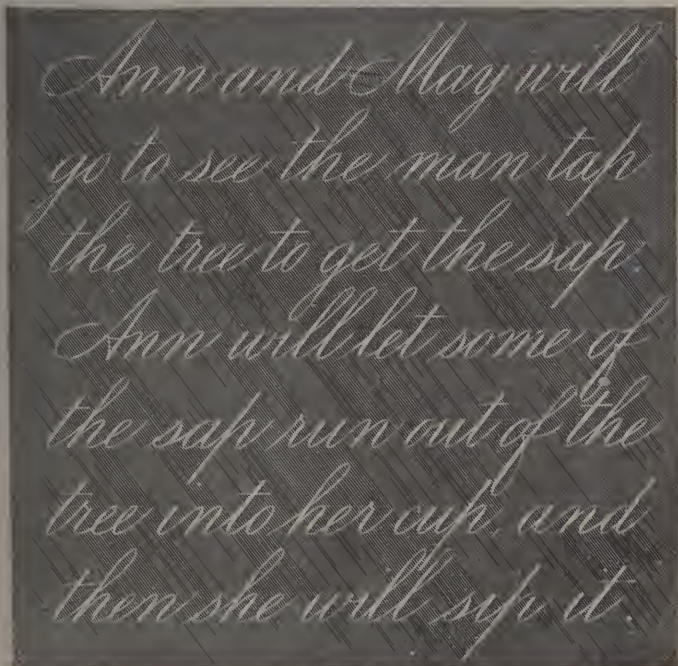 Ann and May will
go to see the man tap
the tree to get the sap.
Ann will let some of
the sap run out of the
tree into her cup, and
then she will sip it.